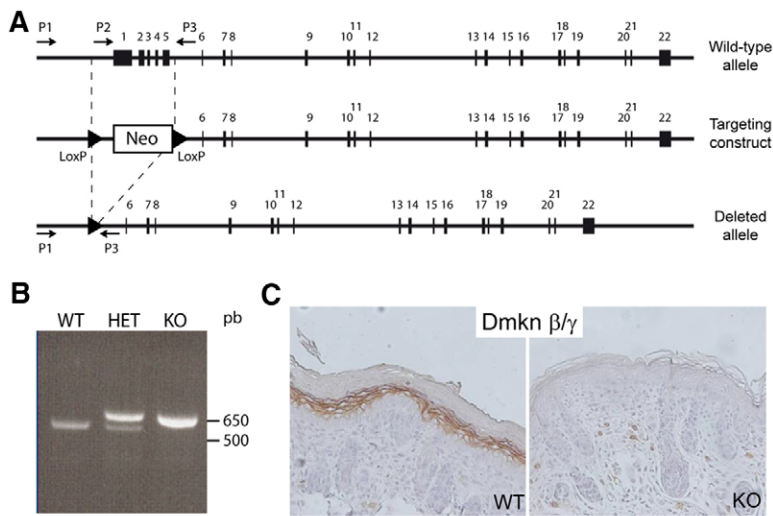 A
P1 P2 P3
1 2 3 4 5 6 7 8 9 10 11 12 13 14 15 16 17 18 19 20 21 22
Wild-type
allele
6 7 8 9 10 11 12 13 14 15 16 17 18 19 20 21 22
Neo
LoxP LoxP
Targeting
construct
6 7 8 9 10 11 12 13 14 15 16 17 18 19 20 21 22
P1 P3
Deleted
allele
B
WT HET KO pb
650
500
C
Dmkn β/γ
WT KO